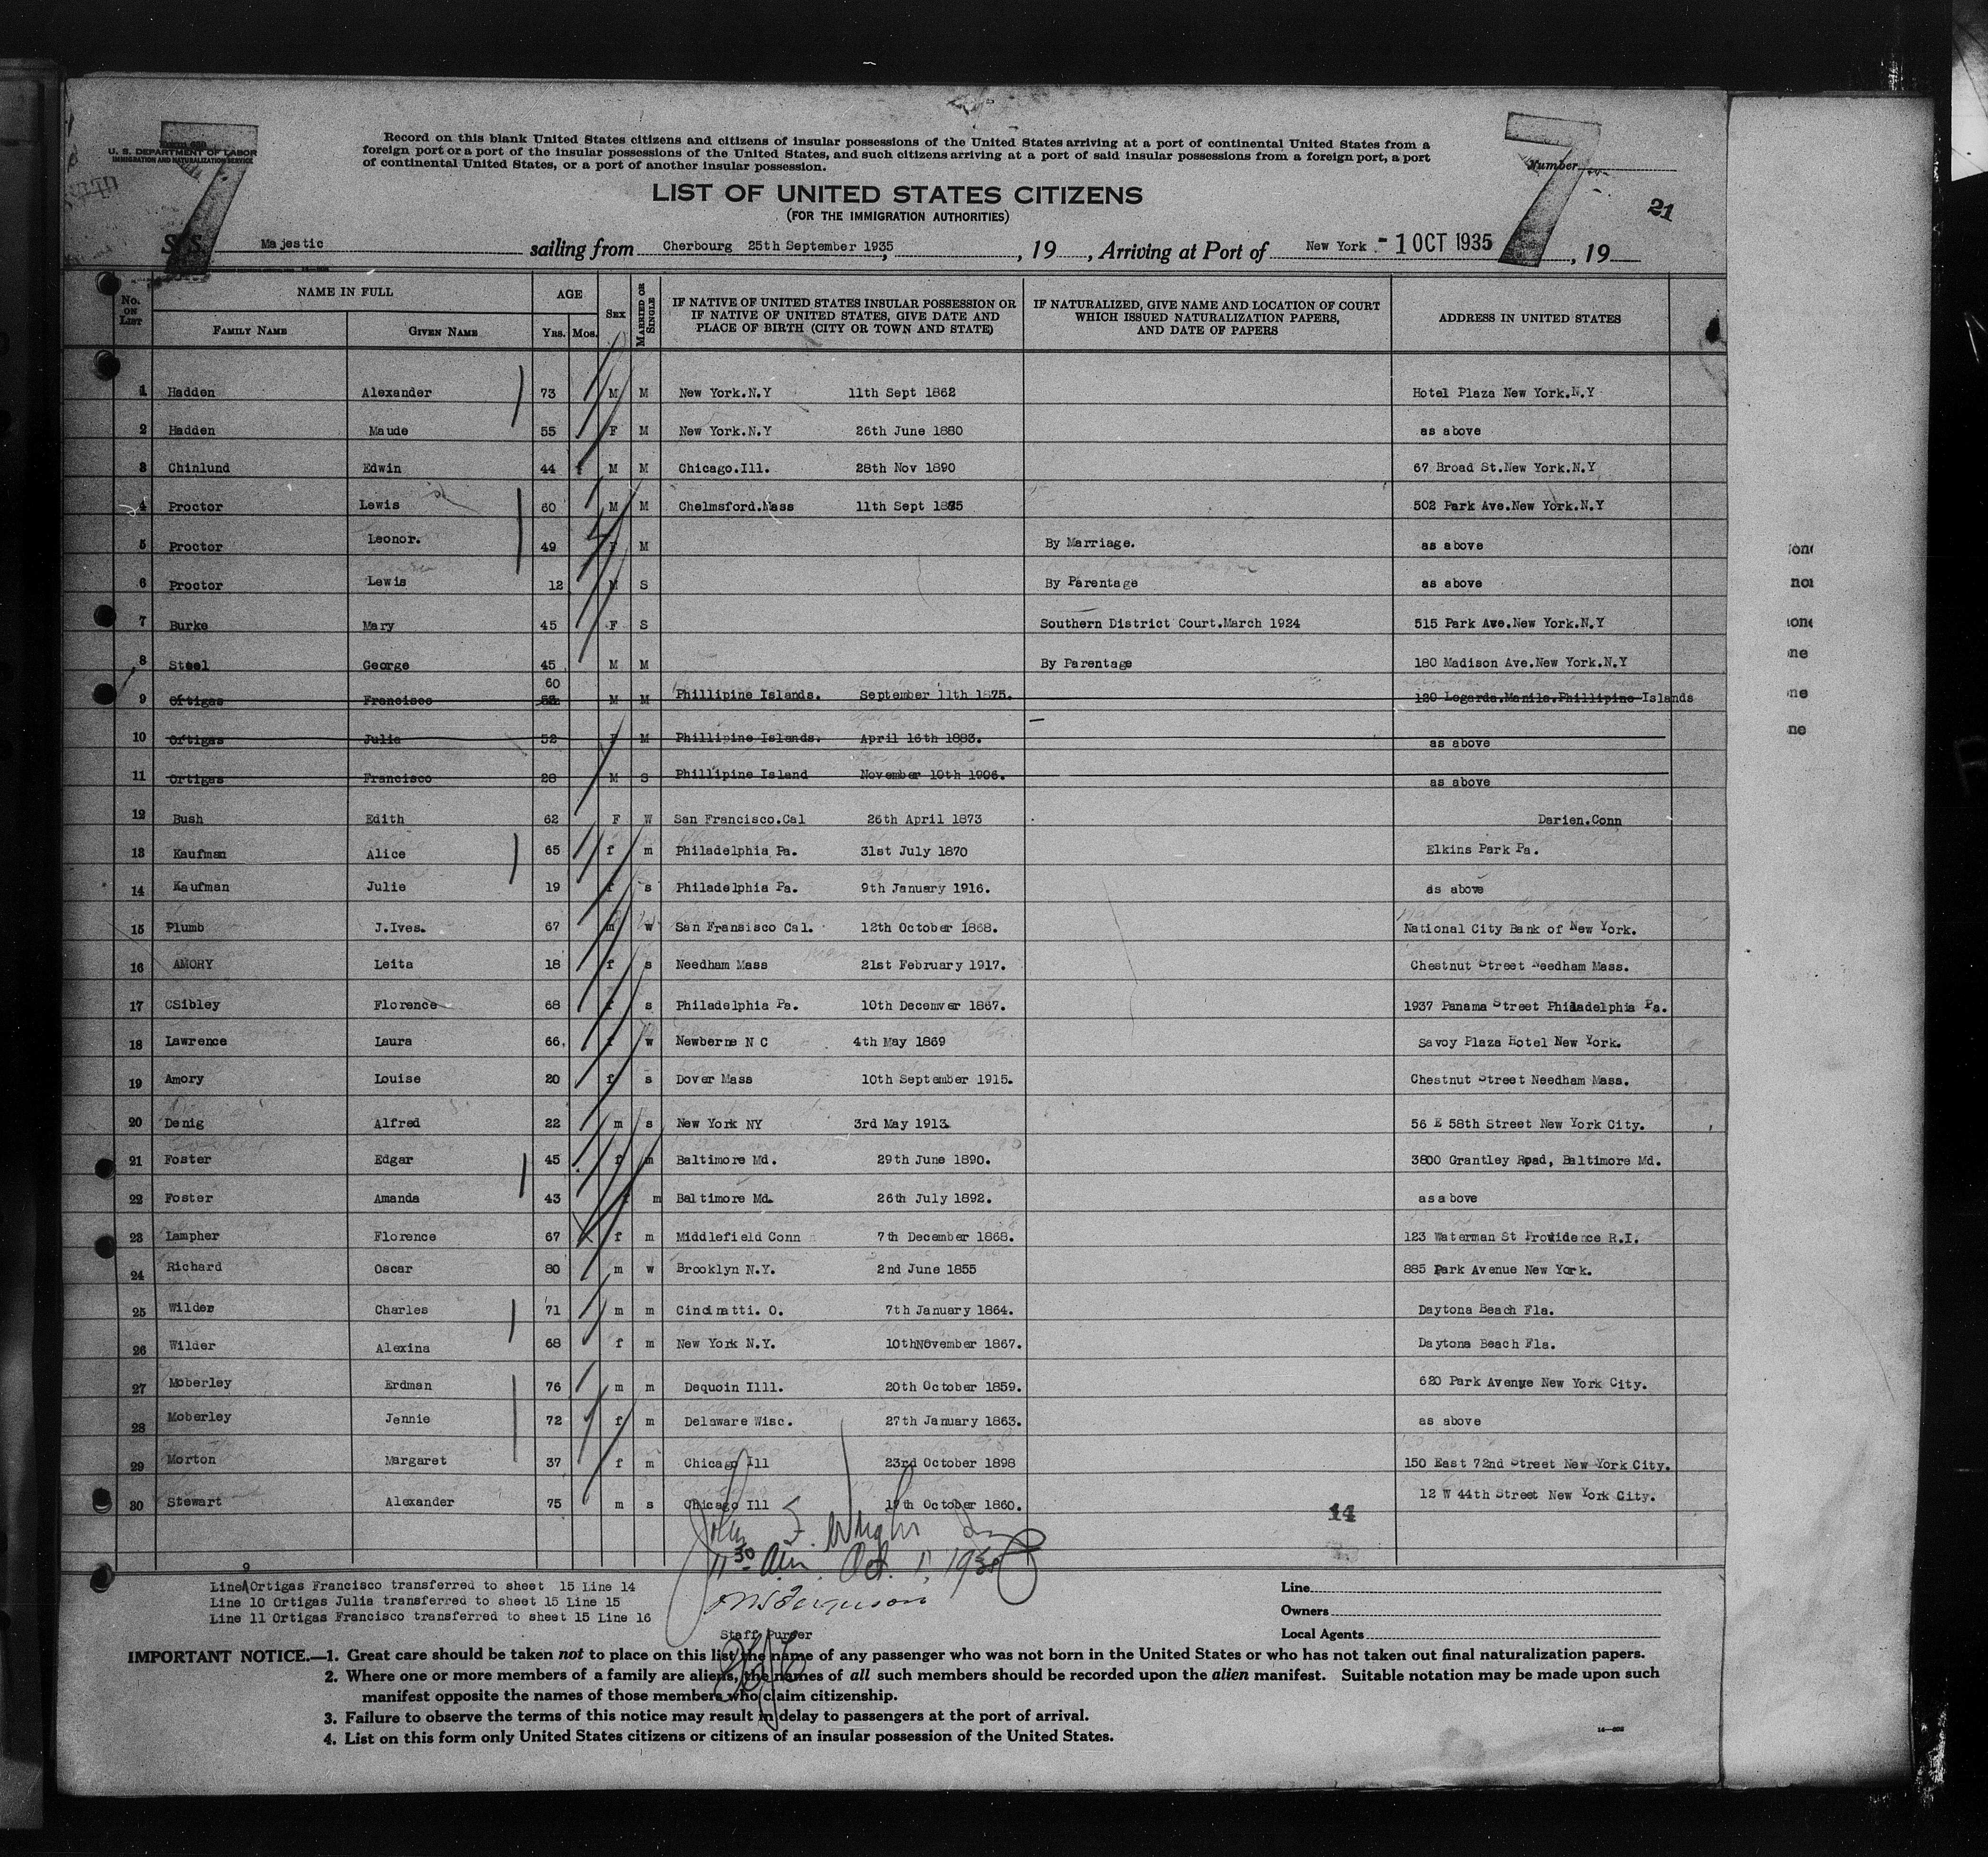 U. S. DEPARTMENT OF LABOR
IMMIGRATION AND NATURALIZATION SERVICE
7
7
Record on this blank United States citizens and citizens of insular possessions of the United States arriving at a port of continental United States from a
foreign port or a port of the insular possessions of the United States, and such citizens arriving at a port of said insular possessions from a foreign port, a port
of continental United States, or a port of another insular possession.
Number
LIST OF UNITED STATES CITIZENS
(FOR THE IMMIGRATION AUTHORITIES)
21
S. S. Majestic sailing from Cherbourg 25th September 1935, , 19 , Arriving at Port of New York - 1 OCT 1935 , 19
No. ON LIST
NAME IN FULL
FAMILY NAME
GIVEN NAME
AGE
Yrs. Mos.
SEX
MARRIED OR SINGLE
IF NATIVE OF UNITED STATES INSULAR POSSESSION OR
IF NATIVE OF UNITED STATES, GIVE DATE AND
PLACE OF BIRTH (CITY OR TOWN AND STATE)
IF NATURALIZED, GIVE NAME AND LOCATION OF COURT
WHICH ISSUED NATURALIZATION PAPERS,
AND DATE OF PAPERS
ADDRESS IN UNITED STATES
1 Hadden Alexander 73 M M New York.N.Y 11th Sept 1862 Hotel Plaza New York.N.Y
2 Hadden Maude 55 F M New York.N.Y 26th June 1880 as above
3 Chinlund Edwin 44 M M Chicago.Ill. 28th Nov 1890 67 Broad St.New York.N.Y
4 Proctor Lewis 60 M M Chelmsford.Mass 11th Sept 1875 502 Park Ave.New York.N.Y
5 Proctor Leonor. 49 F M By Marriage. as above
6 Proctor Lewis 12 M S By Parentage as above
7 Burke Mary 45 F S Southern District Court.March 1924 515 Park Ave.New York.N.Y
8 Steel George 45 M M By Parentage 180 Madison Ave.New York.N.Y
60
9 Ortigas Francisco M M Phillipine Islands. September 11th 1875. 120 Legarda.Manila.Phillipine Islands
10 Ortigas Julia 52 F M Phillipine Islands. April 16th 1883. as above
11 Ortigas Francisco 28 M S Phillipine Island November 10th 1906. as above
12 Bush Edith 62 F W San Francisco.Cal 26th April 1873 Darien.Conn
13 Kaufman Alice 65 f m Philadelphia Pa. 31st July 1870 Elkins Park Pa.
14 Kaufman Julie 19 f s Philadelphia Pa. 9th January 1916. as above
15 Plumb J.Ives. 67 m w San Fransisco Cal. 12th October 1868. National City Bank of New York.
16 AMORY Leita 18 f s Needham Mass 21st February 1917. Chestnut Street Needham Mass.
17 CSibley Florence 68 f s Philadelphia Pa. 10th Decemver 1867. 1937 Panama Street Philadelphia Pa.
18 Lawrence Laura 66. f w Newberne N C 4th May 1869 Savoy Plaza Hotel New York.
19 Amory Louise 20 f s Dover Mass 10th September 1915. Chestnut Street Needham Mass.
20 Denig Alfred 22 m s New York NY 3rd May 1913. 56 E 58th Street New York City.
21 Foster Edgar 45 f m Baltimore Md. 29th June 1890. 3800 Grantley Road, Baltimore Md.
22 Foster Amanda 43 f m Baltimore Md. 26th July 1892. asabove
23 Lampher Florence 67 f m Middlefield Conn 7th December 1868. 123 Waterman St Providence R.I.
24 Richard Oscar 80 m w Brooklyn N.Y. 2nd June 1855 885 Park Avenue New York.
25 Wilder Charles 71 m m Cincinatti. O. 7th January 1864. Daytona Beach Fla.
26 Wilder Alexina 68 f m New York N.Y. 10thNovember 1867. Daytona Beach Fla.
27 Moberley Erdman 76 m m Dequoin Illl. 20th October 1859. 620 Park Avenue New York City.
28 Moberley Jennie 72 f m Delaware Wisc. 27th January 1863. as above
29 Morton Margaret 37 f m Chicago Ill 23rd October 1898 150 East 72nd Street New York City.
30 Stewart Alexander 75 m s Chicago Ill 17th October 1860. 12 W 44th Street New York City.
14
John S. Wright
11 30 Am. Oct. 1, 1935
9
Line Ortigas Francisco transferred to sheet 15 Line 14
Line 10 Ortigas Julia transferred to sheet 15 Line 15
Line 11 Ortigas Francisco transferred to sheet 15 Line 16
Ferguson
Staff Purser
Line
Owners
Local Agents
IMPORTANT NOTICE.—1. Great care should be taken not to place on this list the name of any passenger who was not born in the United States or who has not taken out final naturalization papers.
2. Where one or more members of a family are aliens, the names of all such members should be recorded upon the alien manifest. Suitable notation may be made upon such
manifest opposite the names of those members who claim citizenship.
3. Failure to observe the terms of this notice may result in delay to passengers at the port of arrival.
4. List on this form only United States citizens or citizens of an insular possession of the United States.